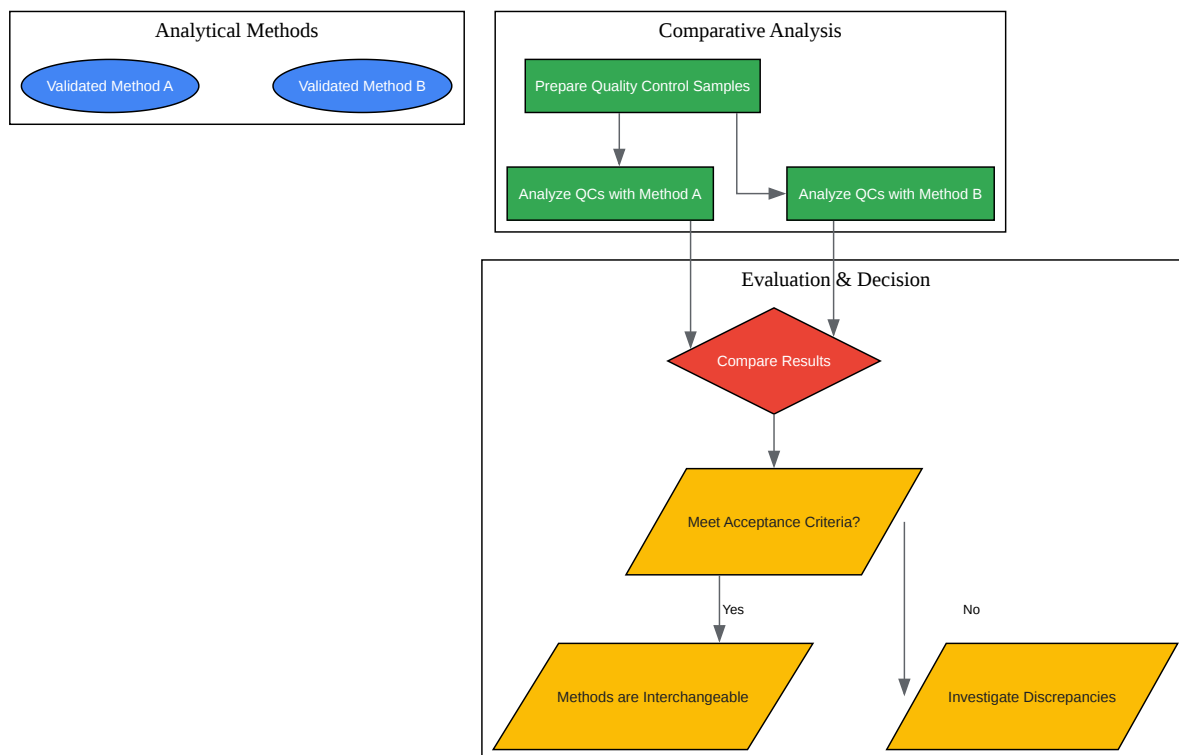 Analytical Methods
Validated Method A
Validated Method B
Comparative Analysis
Prepare Quality Control Samples
Analyze QCs with Method A
Analyze QCs with Method B
Evaluation & Decision
Compare Results
Meet Acceptance Criteria?
Yes
No
Methods are Interchangeable
Investigate Discrepancies